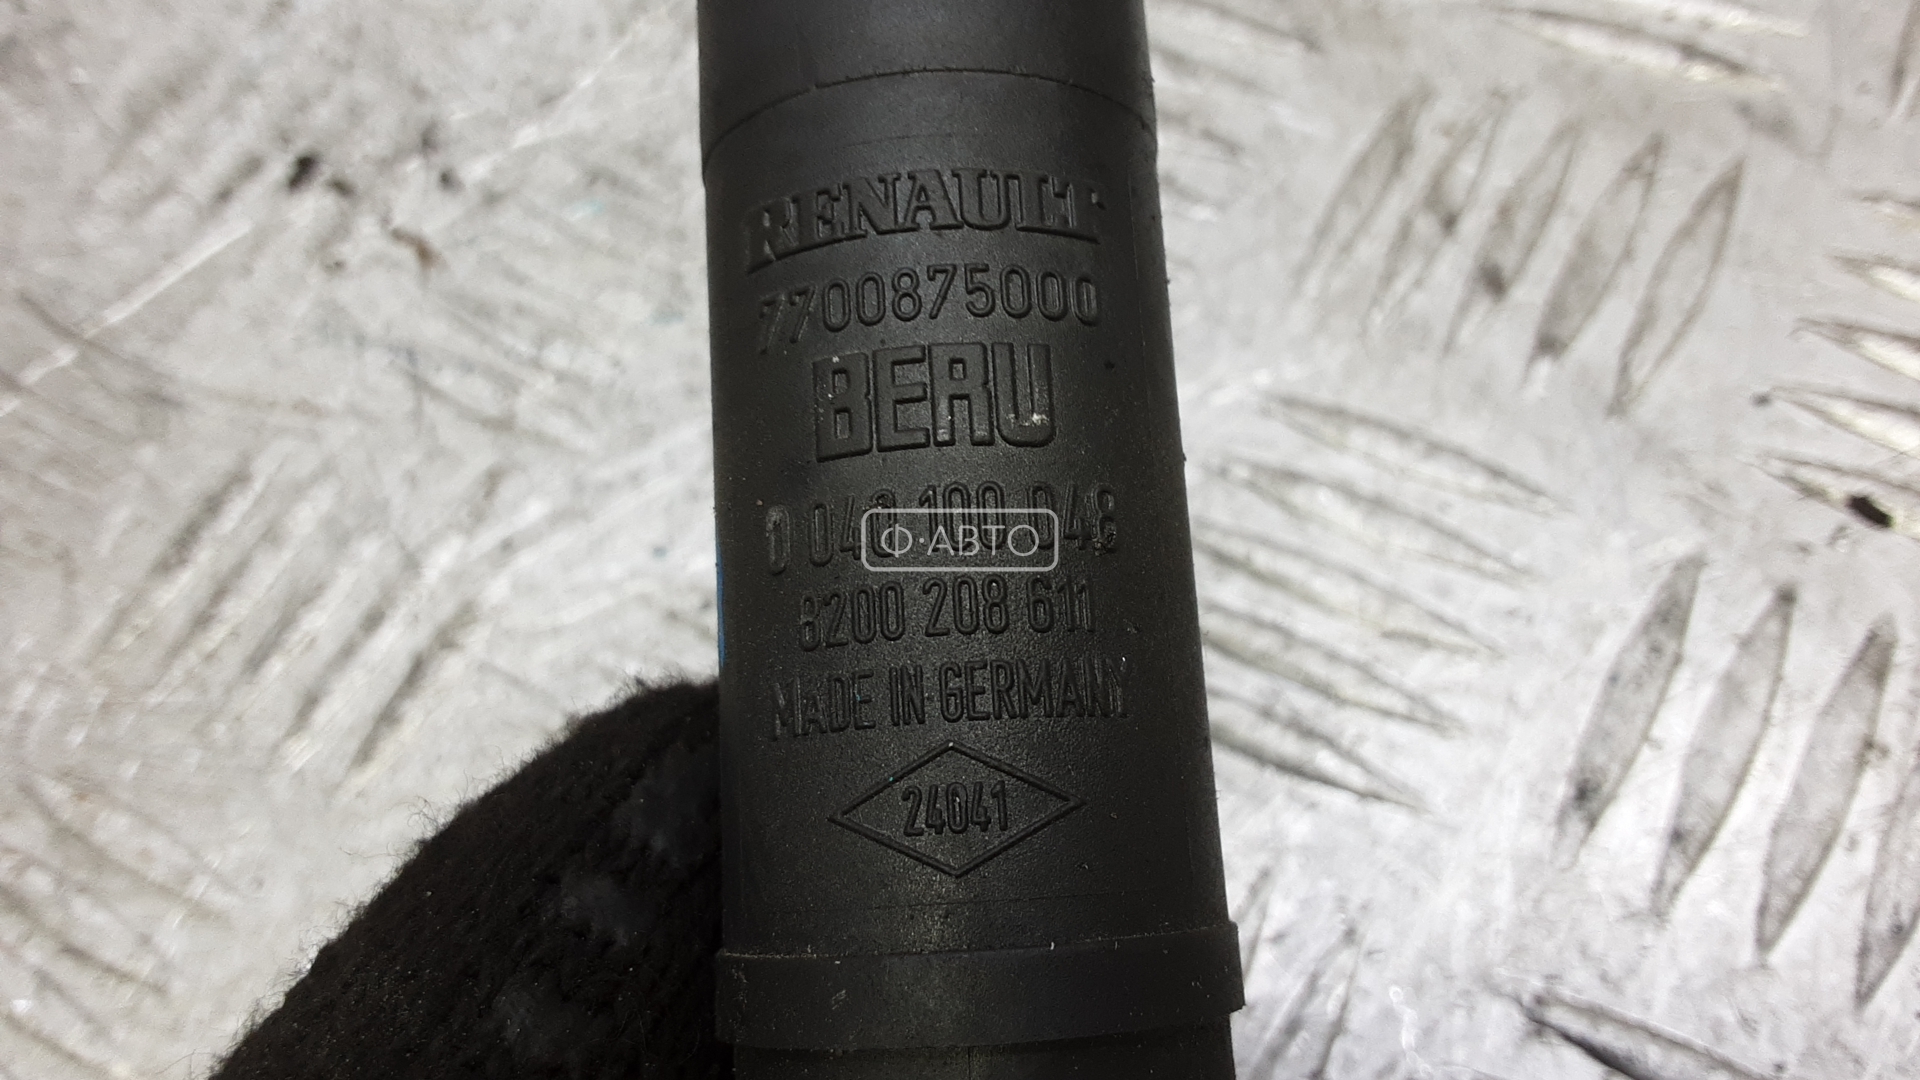 RENAULT
7700875000
BERU
0 040 100 048
Ф·АВТО
8200 208 611
MADE IN GERMANY
24041